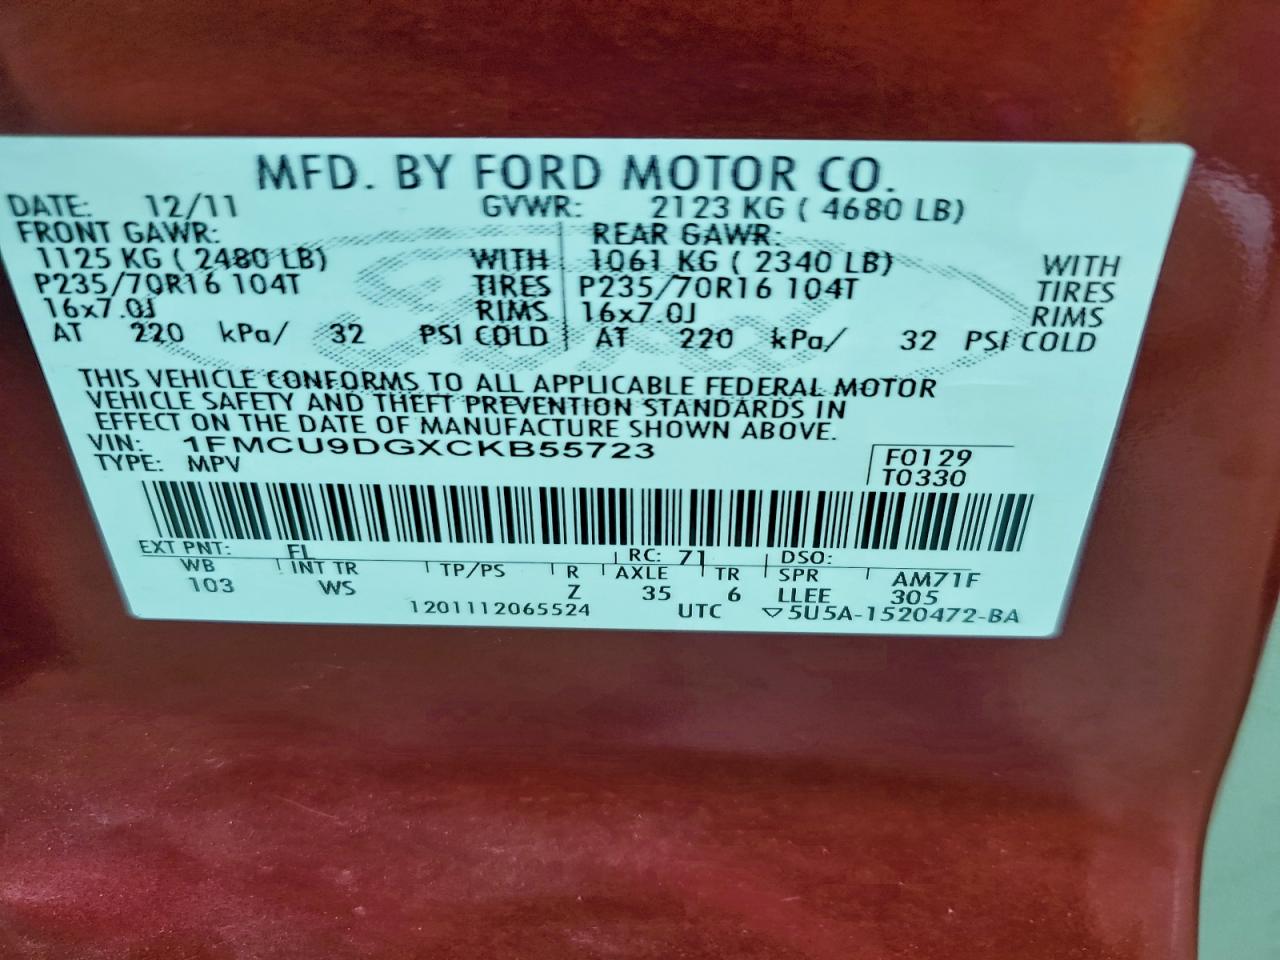 MFD. BY FORD MOTOR CO.
DATE: 12/11 GVWR: 2123 KG ( 4680 LB)
FRONT GAWR: REAR GAWR:
1125 KG ( 2480 LB) WITH 1061 KG ( 2340 LB) WITH
P235/70R16 104T TIRES P235/70R16 104T TIRES
16x7.0J RIMS 16x7.0J RIMS
AT 220 kPa/ 32 PSI COLD AT 220 kPa/ 32 PSI COLD
THIS VEHICLE CONFORMS TO ALL APPLICABLE FEDERAL MOTOR
VEHICLE SAFETY AND THEFT PREVENTION STANDARDS IN
EFFECT ON THE DATE OF MANUFACTURE SHOWN ABOVE.
VIN: 1FMCU9DGXCKB55723 F0129
TYPE: MPV T0330
EXT PNT: FL RC: 71 DSO:
WB INT TR TP/PS R AXLE TR SPR AM71F
103 WS Z 35 6 LLEE 305
1201112065524 UTC ▽5U5A-1520472-BA